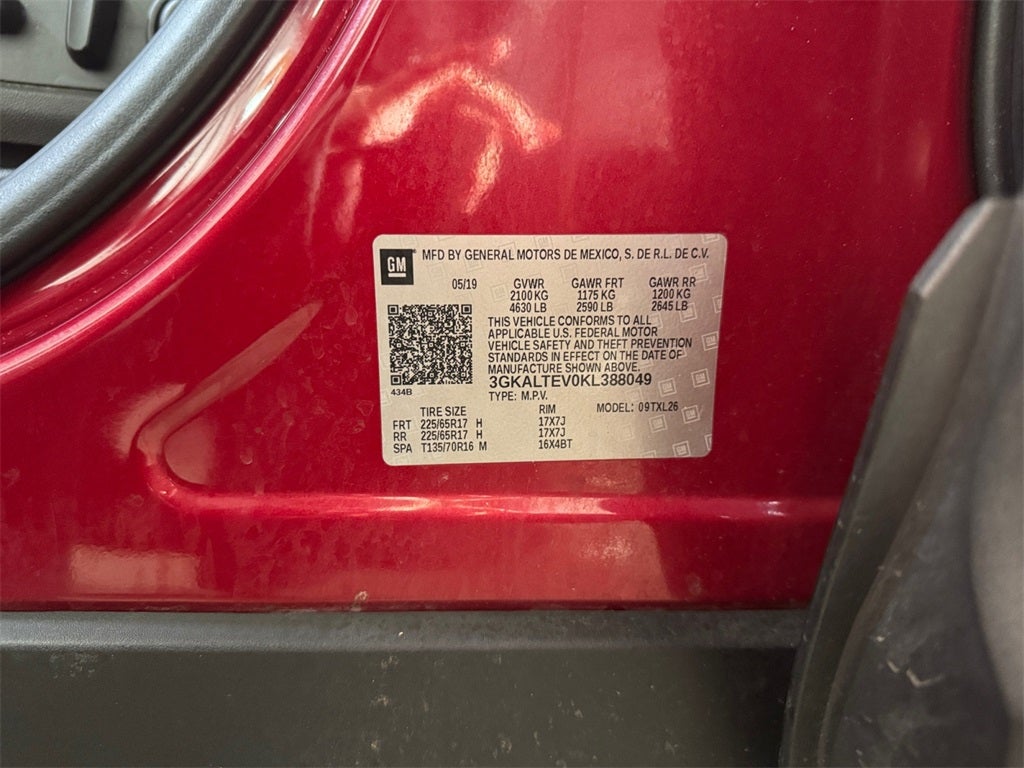 GM MFD BY GENERAL MOTORS DE MEXICO, S. DE R.L. DE C.V.
05/19 GVWR GAWR FRT GAWR RR
2100 KG 1175 KG 1200 KG
4630 LB 2590 LB 2645 LB
THIS VEHICLE CONFORMS TO ALL
APPLICABLE U.S. FEDERAL MOTOR
VEHICLE SAFETY AND THEFT PREVENTION
STANDARDS IN EFFECT ON THE DATE OF
MANUFACTURE SHOWN ABOVE.
3GKALTEV0KL388049
434B
TYPE: M.P.V. MODEL: 09TXL26
TIRE SIZE RIM
FRT 225/65R17 H 17X7J
RR 225/65R17 H 17X7J
SPA T135/70R16 M 16X4BT